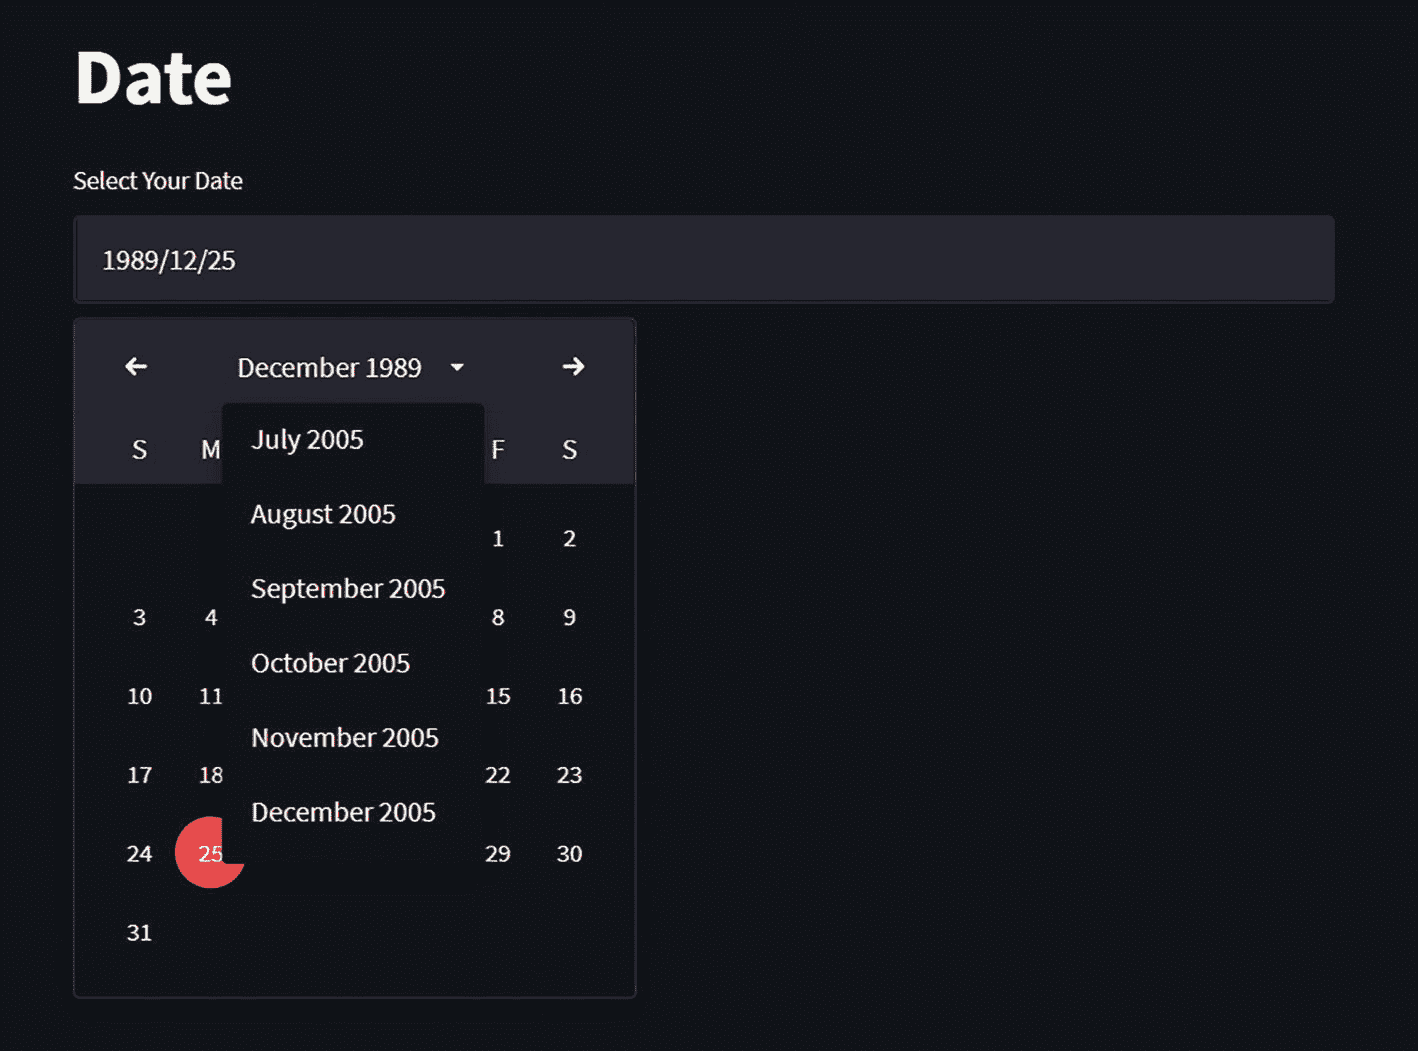 Date
Select Your Date
1989/12/25
December 1989
S M F S
July 2005
August 2005
1 2
September 2005
3 4 8 9
October 2005
10 11 15 16
November 2005
17 18 22 23
December 2005
24 25 29 30
31